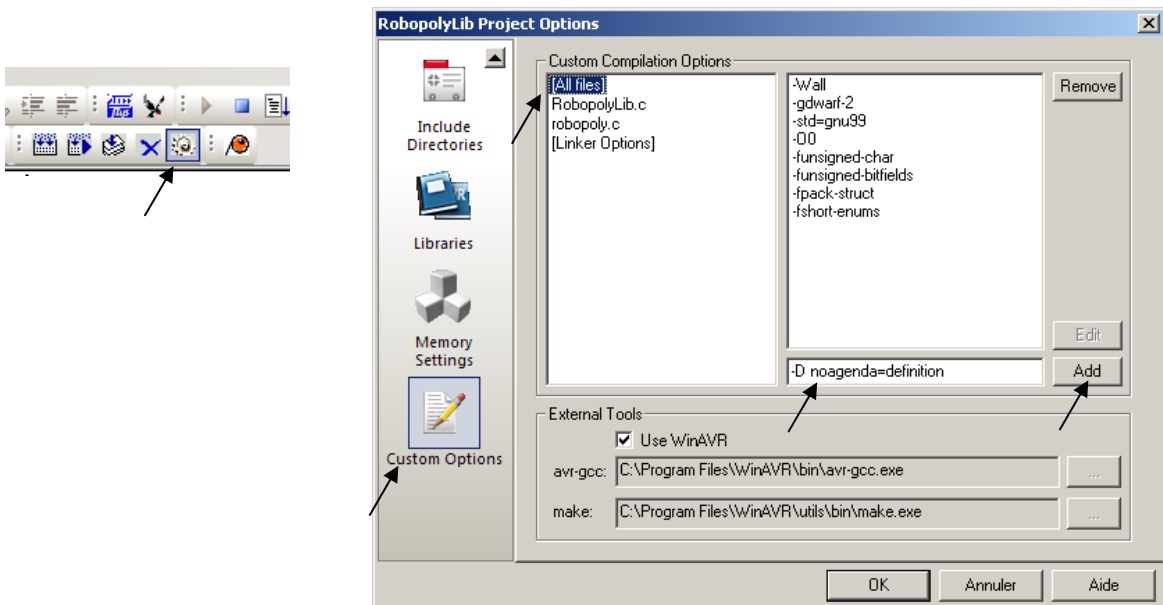 RobopolyLib Project Options
Include
Directories
Libraries
Memory
Settings
Custom Options
Custom Compilation Options
[All files]
RobopolyLib.c
robopoly.c
[Linker Options]
-Wall
-gdwarf-2
-std=gnu99
-O0
-funsigned-char
-funsigned-bitfields
-fpack-struct
-fshort-enums
Remove
Edit
-D noagenda=definition
Add
External Tools
Use WinAVR
avr-gcc: C:\Program Files\WinAVR\bin\avr-gcc.exe ...
make: C:\Program Files\WinAVR\utils\bin\make.exe ...
OK Annuler Aide